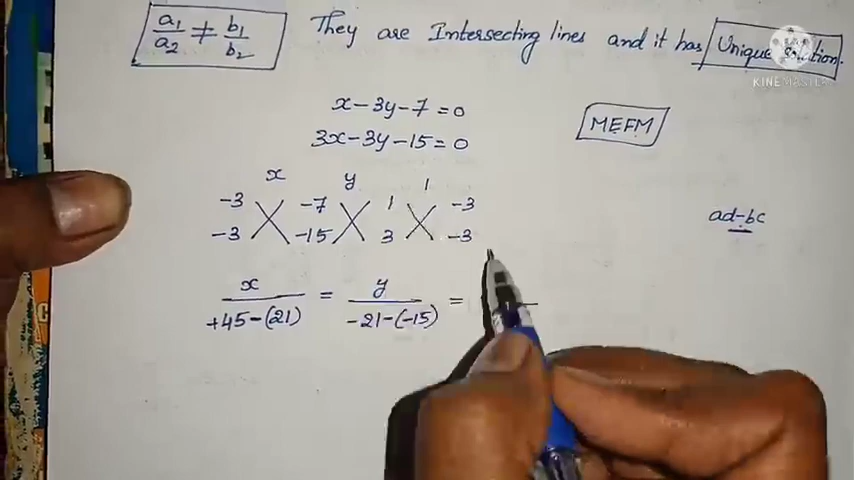 a₁/a₂ ≠ b₁/b₂ They are Intersecting lines and it has Unique Solution.
KINEMASTER
x-3y-7=0
3x-3y-15=0
MEFM
x y 1
-3 -7 1 -3
-3 -15 3 -3
ad-bc
x/+45-(21) = y/-21-(-15) =